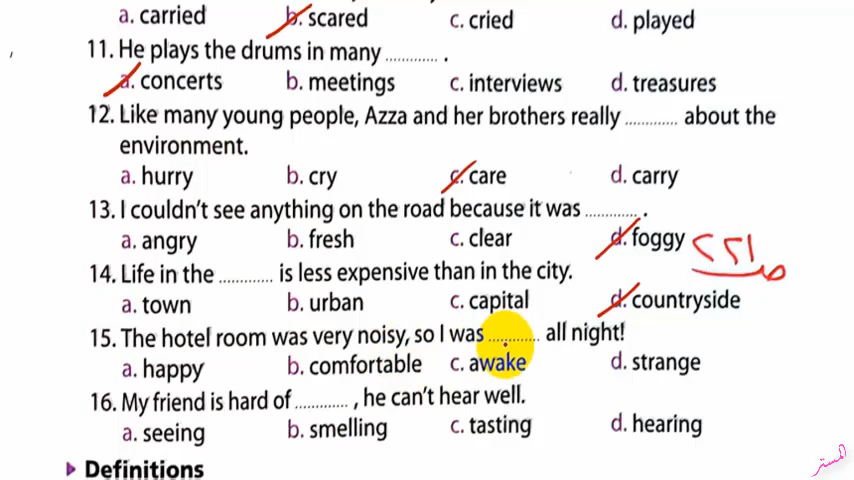 a. carried b. scared c. cried d. played
11. He plays the drums in many ............ .
a. concerts b. meetings c. interviews d. treasures
12. Like many young people, Azza and her brothers really ............ about the
environment.
a. hurry b. cry c. care d. carry
13. I couldn't see anything on the road because it was ............ .
a. angry b. fresh c. clear d. foggy
14. Life in the ............ is less expensive than in the city.
a. town b. urban c. capital d. countryside
15. The hotel room was very noisy, so I was ............ all night!
a. happy b. comfortable c. awake d. strange
16. My friend is hard of ............ , he can't hear well.
a. seeing b. smelling c. tasting d. hearing
Definitions